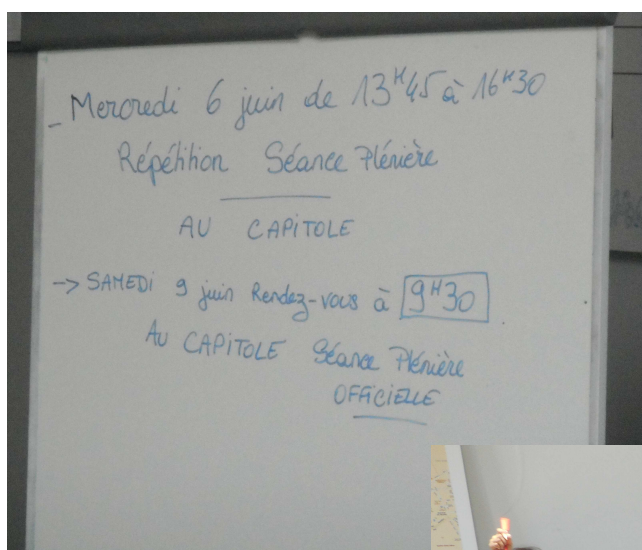 _ Mercredi 6 juin de 13H45 à 16H30
Répétition Séance Plénière
AU CAPITOLE
-> SAMEDI 9 juin Rendez-vous à 9H30
AU CAPITOLE Séance Plénière
OFFICIELLE